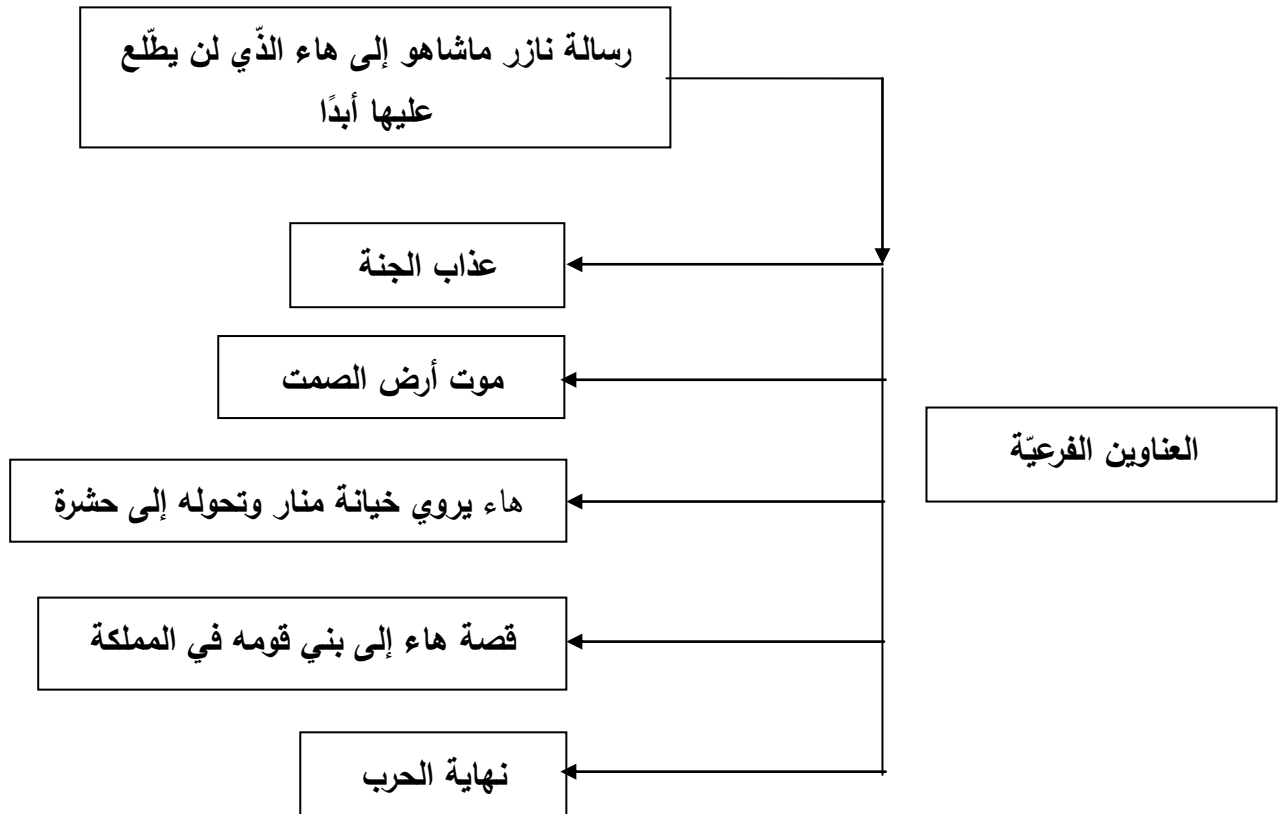 رسالة نازر ماشاهو إلى هاء الذّي لن يطّلع
عليها أبدًا
عذاب الجنة
موت أرض الصمت
العناوين الفرعيّة
هاء يروي خيانة منار وتحوله إلى حشرة
قصة هاء إلى بني قومه في المملكة
نهاية الحرب